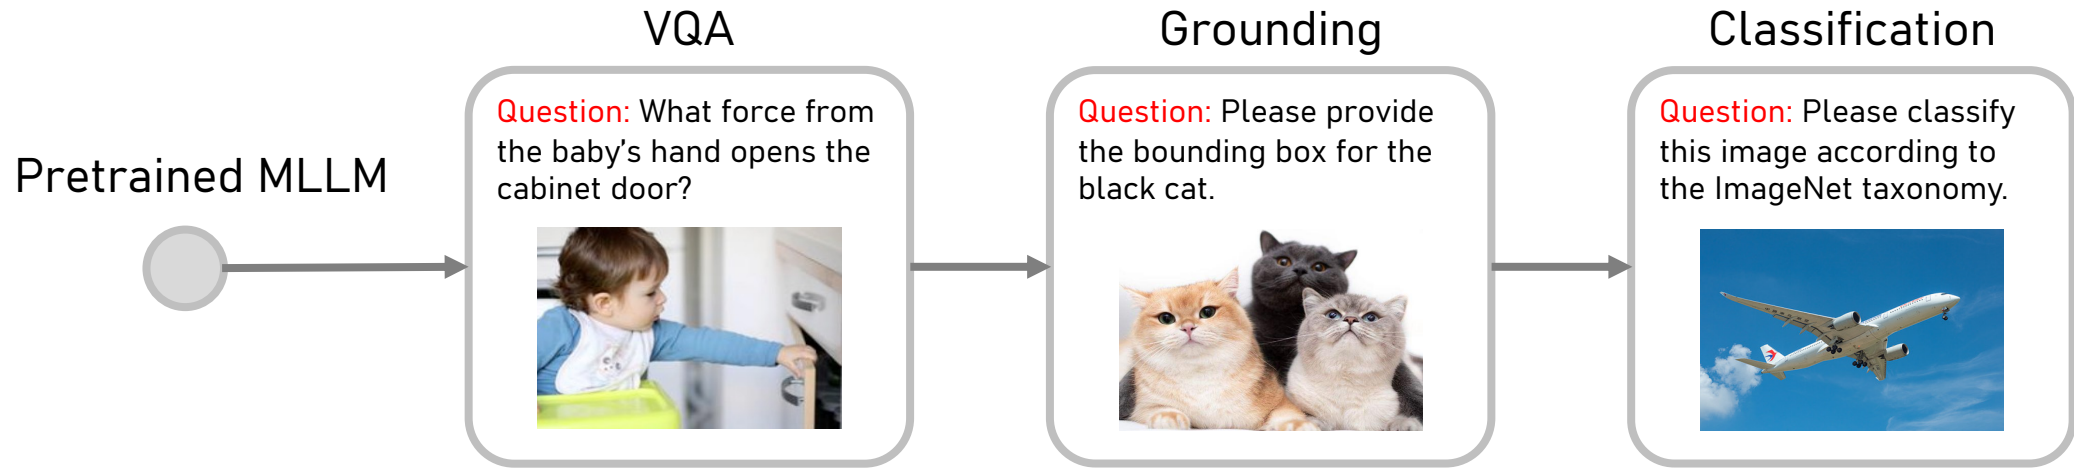 VQA
Grounding
Classification
Pretrained MLLM
Question: What force from
the baby’s hand opens the
cabinet door?
Question: Please provide
the bounding box for the
black cat.
Question: Please classify
this image according to
the ImageNet taxonomy.